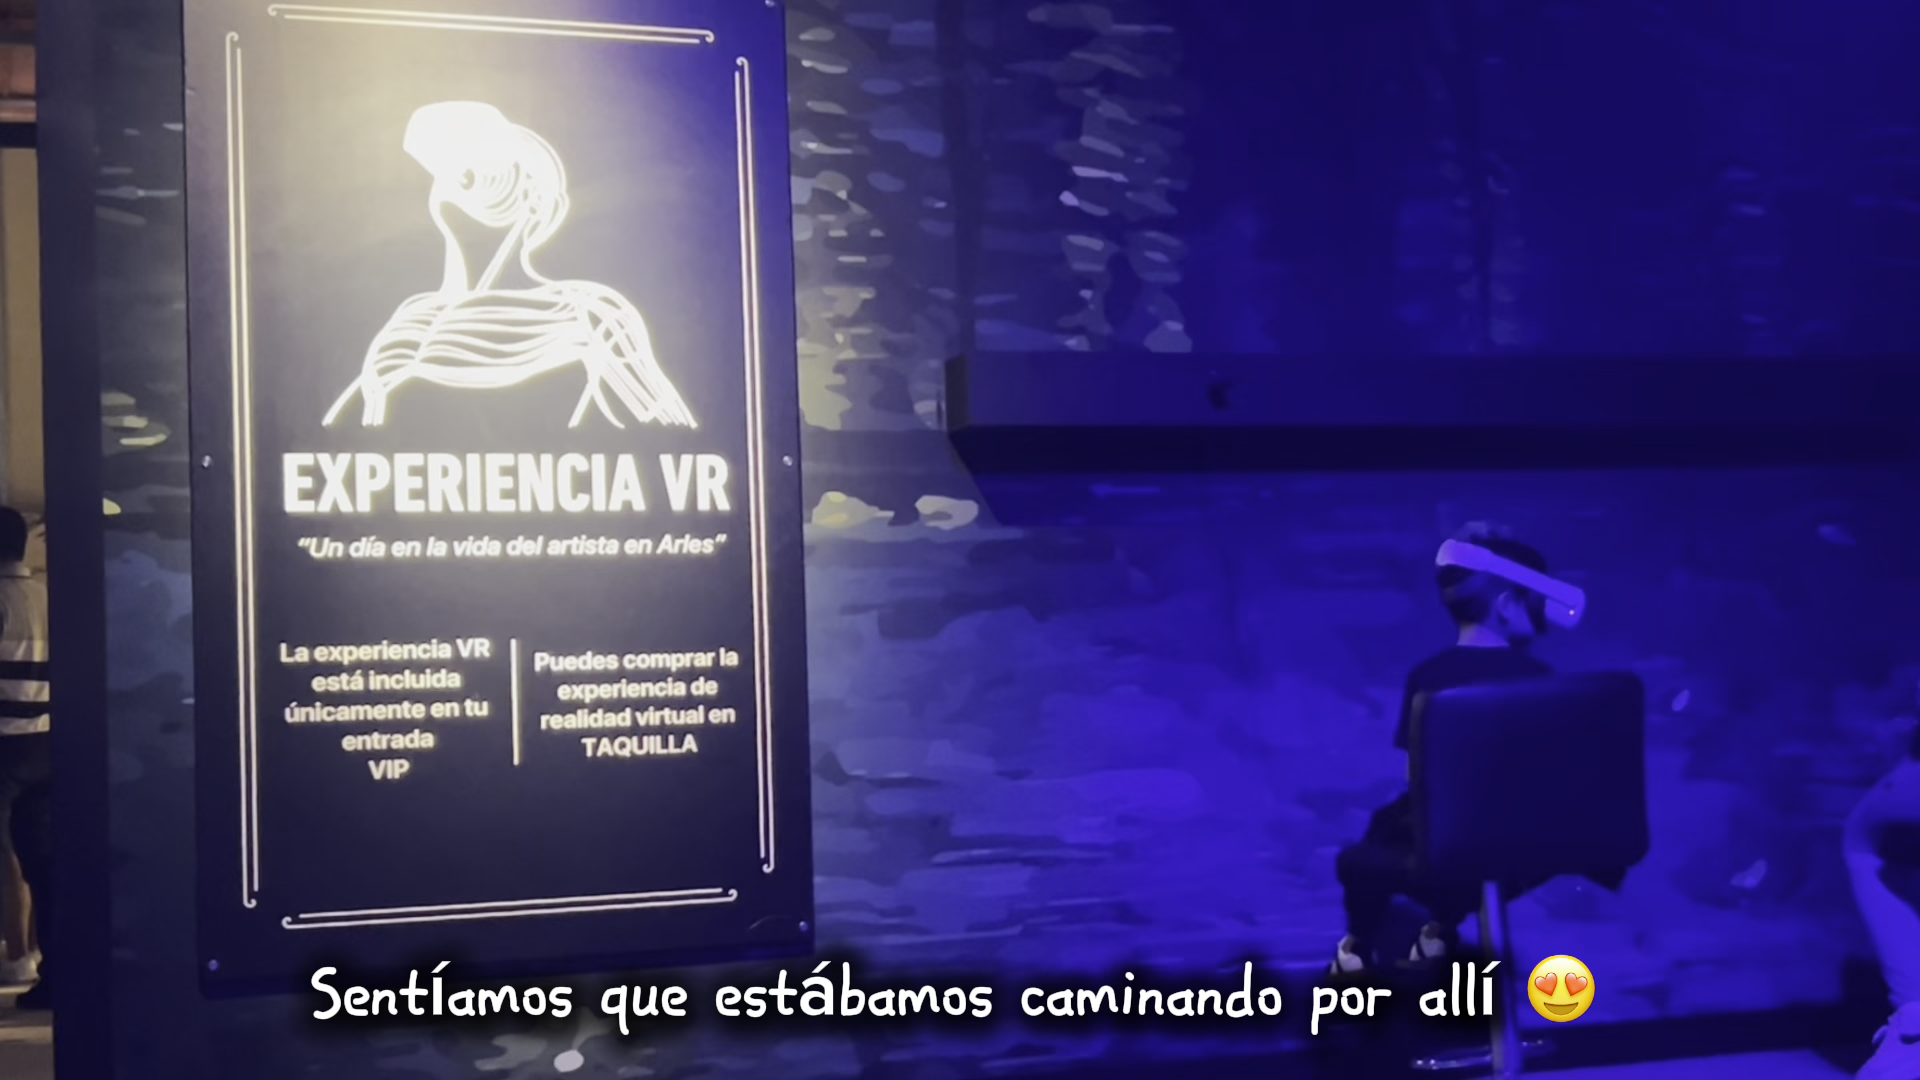 EXPERIENCIA VR
“Un día en la vida del artista en Arles”
La experiencia VR
está incluida
únicamente en tu
entrada
VIP
Puedes comprar la
experiencia de
realidad virtual en
TAQUILLA
Sentíamos que estábamos caminando por allí 😍